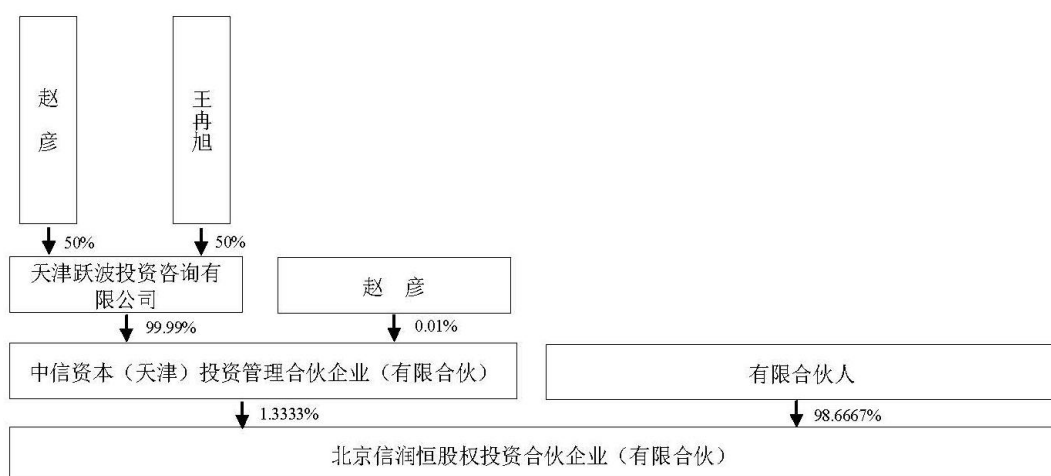 赵彦
王冉旭
50%
50%
天津跃波投资咨询有
限公司
赵 彦
99.99%
0.01%
中信资本（天津）投资管理合伙企业（有限合伙）
有限合伙人
1.3333%
98.6667%
北京信润恒股权投资合伙企业（有限合伙）